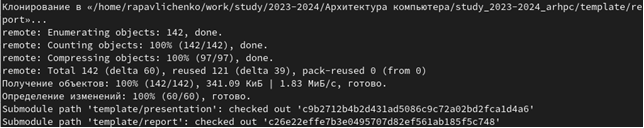 Клонирование в «/home/rapavlichenko/work/study/2023-2024/Архитектура компьютера/study_2023-2024_arhpc/template/re
port»...
remote: Enumerating objects: 142, done.
remote: Counting objects: 100% (142/142), done.
remote: Compressing objects: 100% (97/97), done.
remote: Total 142 (delta 60), reused 121 (delta 39), pack-reused 0 (from 0)
Получение объектов: 100% (142/142), 341.09 КиБ | 1.83 МиБ/с, готово.
Определение изменений: 100% (60/60), готово.
Submodule path 'template/presentation': checked out 'c9b2712b4b2d431ad5086c9c72a02bd2fca1d4a6'
Submodule path 'template/report': checked out 'c26e22effe7b3e0495707d82ef561ab185f5c748'